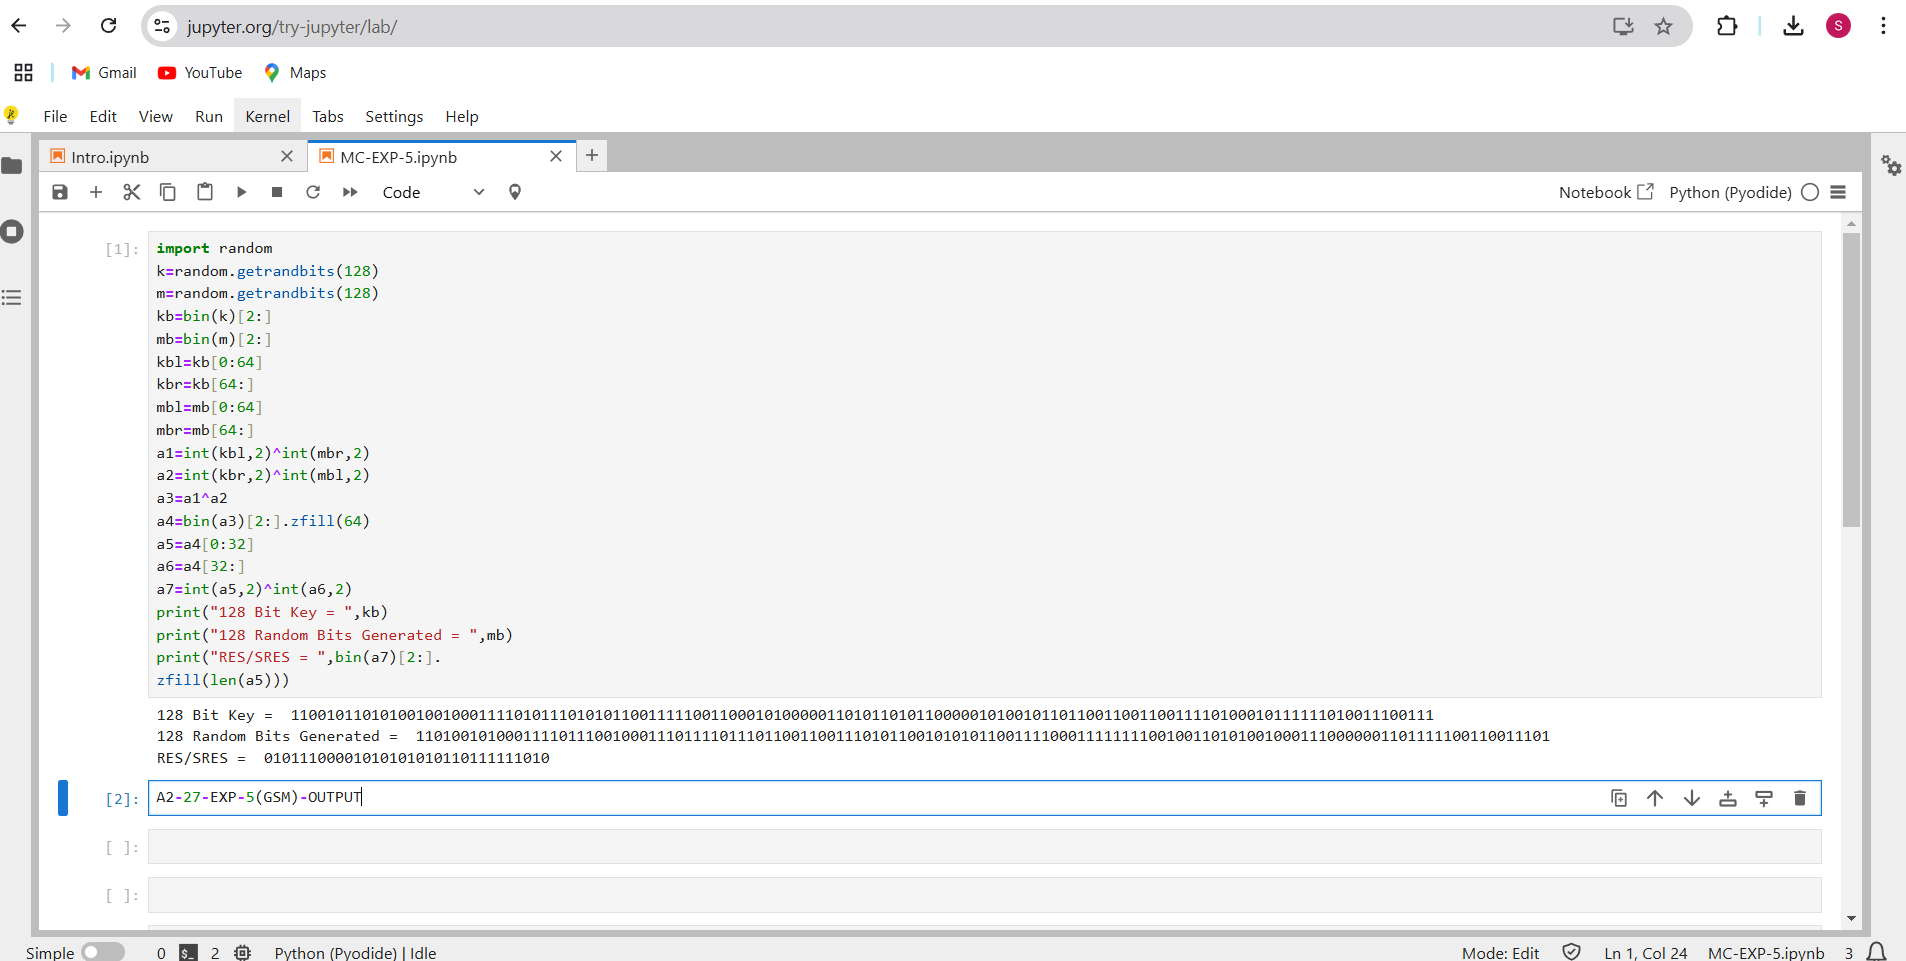 jupyter.org/try-jupyter/lab/
S
Gmail YouTube Maps
File Edit View Run Kernel Tabs Settings Help
Intro.ipynb MC-EXP-5.ipynb
Code Notebook Python (Pyodide)
[1]: import random
k=random.getrandbits(128)
m=random.getrandbits(128)
kb=bin(k)[2:]
mb=bin(m)[2:]
kbl=kb[0:64]
kbr=kb[64:]
mbl=mb[0:64]
mbr=mb[64:]
a1=int(kbl,2)^int(mbr,2)
a2=int(kbr,2)^int(mbl,2)
a3=a1^a2
a4=bin(a3)[2:].zfill(64)
a5=a4[0:32]
a6=a4[32:]
a7=int(a5,2)^int(a6,2)
print("128 Bit Key = ",kb)
print("128 Random Bits Generated = ",mb)
print("RES/SRES = ",bin(a7)[2:].
zfill(len(a5)))
128 Bit Key =
128 Random Bits Generated =
RES/SRES = 01011100001010101010110111111010
[2]: A2-27-EXP-5(GSM)-OUTPUT
[ ]:
[ ]:
Simple 0 $_ 2 Python (Pyodide) | Idle Mode: Edit Ln 1, Col 24 MC-EXP-5.ipynb 3